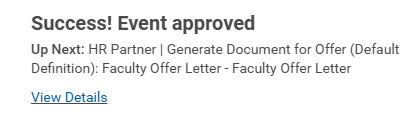 Success! Event approved
Up Next: HR Partner | Generate Document for Offer (Default
Definition): Faculty Offer Letter - Faculty Offer Letter
View Details